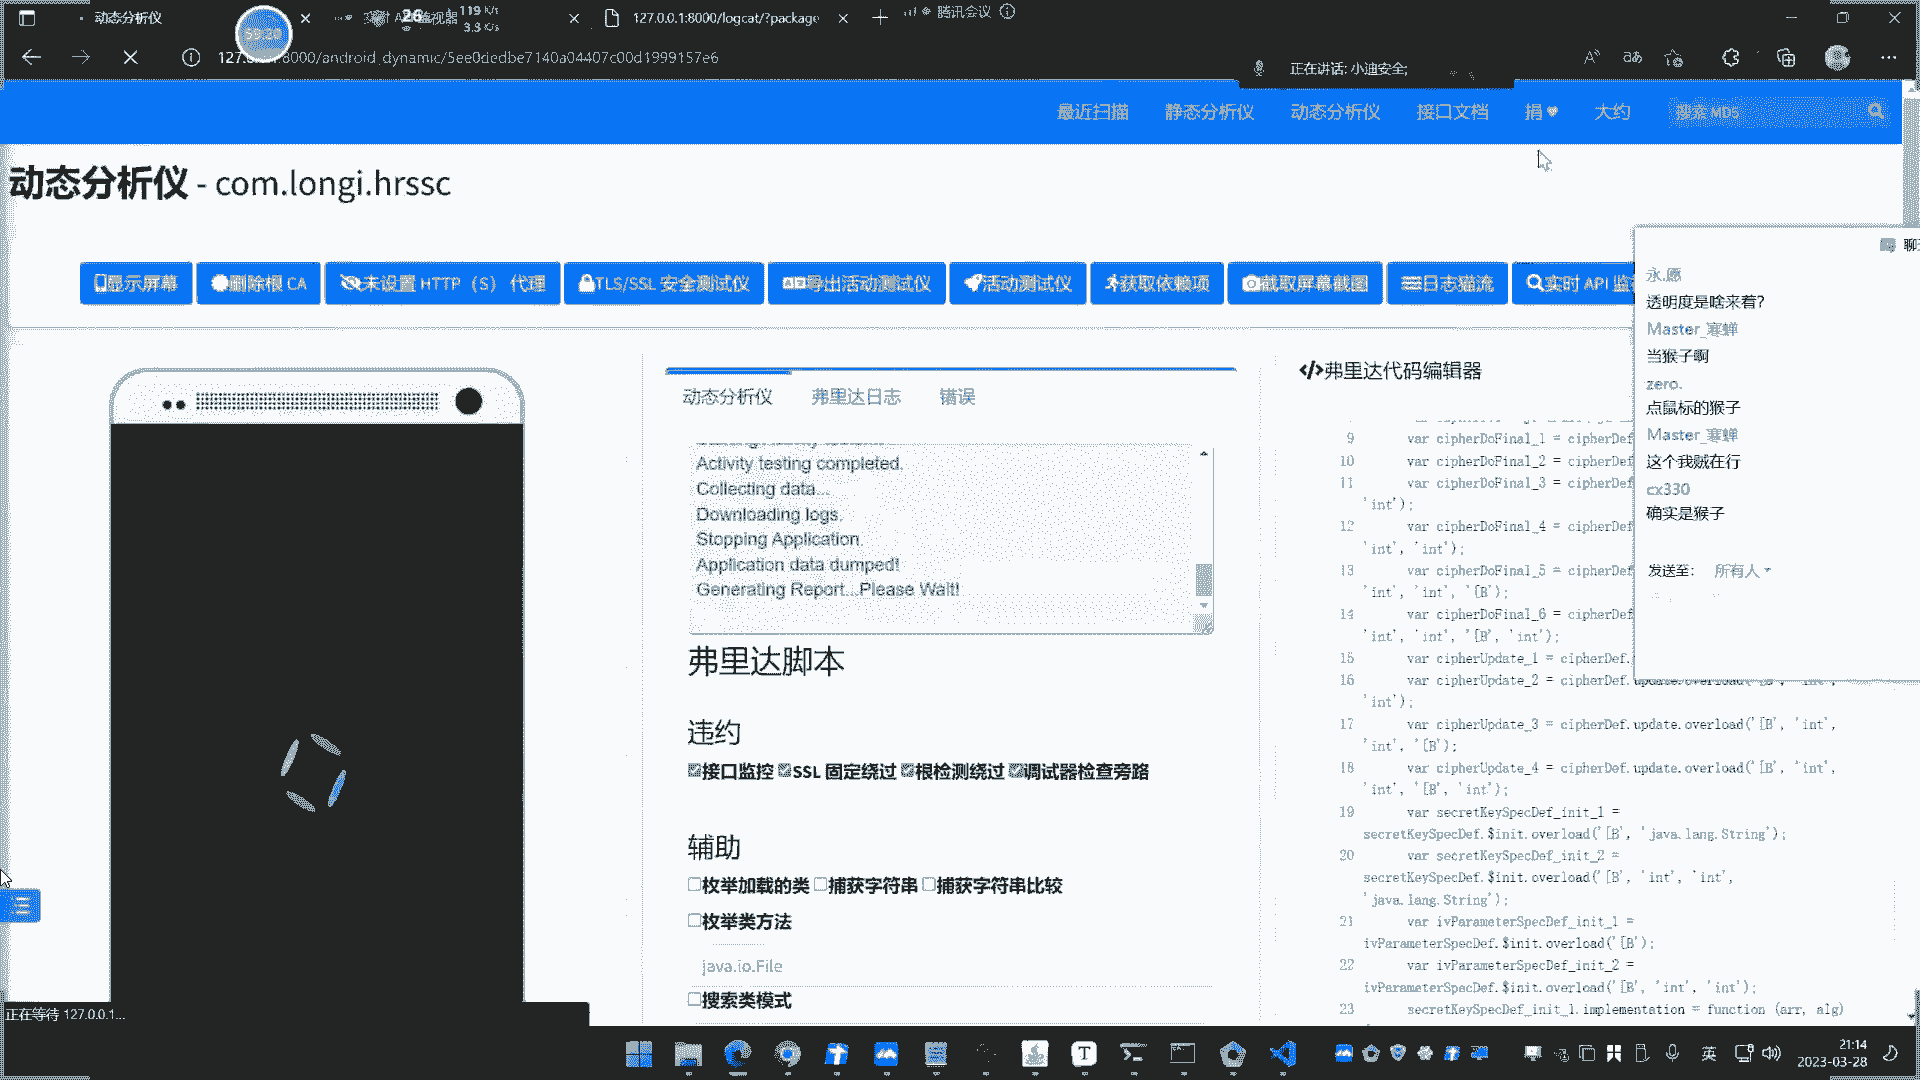 动态分析仪
127.0.0.1:8000/logcat/?package
腾讯会议
59:20
26
119 K/s
3.3 K/s
:8000/android_dynamic/5ee0dedbe7140a04407c00d1999157e6
正在讲话: 小迪安全;
最近扫描 静态分析仪 动态分析仪 接口文档 捐♥ 大约 搜索 MD5
动态分析仪 - com.longi.hrssc
显示屏幕 删除根 CA 未设置 HTTP（S） 代理 TLS/SSL 安全测试仪 导出活动测试仪 活动测试仪 获取依赖项 截取屏幕截图 日志猫流 实时 API 监
动态分析仪 弗里达日志 错误
Activity testing completed.
Collecting data...
Downloading logs.
Stopping Application.
Application data dumped!
Generating Report...Please Wait!
弗里达脚本
违约
接口监控 SSL 固定绕过 根检测绕过 调试器检查旁路
辅助
枚举加载的类 捕获字符串 捕获字符串比较
枚举类方法
java.io.File
搜索类模式
</>弗里达代码编辑器
9 var cipherDoFinal_1 = cipherDef
10 var cipherDoFinal_2 = cipherDef
11 var cipherDoFinal_3 = cipherDef
'int');
12 var cipherDoFinal_4 = cipherDef
'int', 'int');
13 var cipherDoFinal_5 = cipherDef
'int', 'int', '[B');
14 var cipherDoFinal_6 = cipherDef
'int', 'int', '[B', 'int');
15 var cipherUpdate_1 = cipherDef.
16 var cipherUpdate_2 = cipherDef.update.overload('[B', 'int',
'int');
17 var cipherUpdate_3 = cipherDef.update.overload('[B', 'int',
'int', '[B');
18 var cipherUpdate_4 = cipherDef.update.overload('[B', 'int',
'int', '[B', 'int');
19 var secretKeySpecDef_init_1 =
secretKeySpecDef.$init.overload('[B', 'java.lang.String');
20 var secretKeySpecDef_init_2 =
secretKeySpecDef.$init.overload('[B', 'int', 'int',
'java.lang.String');
21 var ivParameterSpecDef_init_1 =
ivParameterSpecDef.$init.overload('[B');
22 var ivParameterSpecDef_init_2 =
ivParameterSpecDef.$init.overload('[B', 'int', 'int');
23 secretKeySpecDef_init_1.implementation = function (arr, alg)
聊
永.愿
透明度是啥来着?
Master_寒蝉
当猴子啊
zero.
点鼠标的猴子
Master_寒蝉
这个我贼在行
cx330
确实是猴子
发送至: 所有人
正在等待 127.0.0.1...
英
21:14
2023-03-28